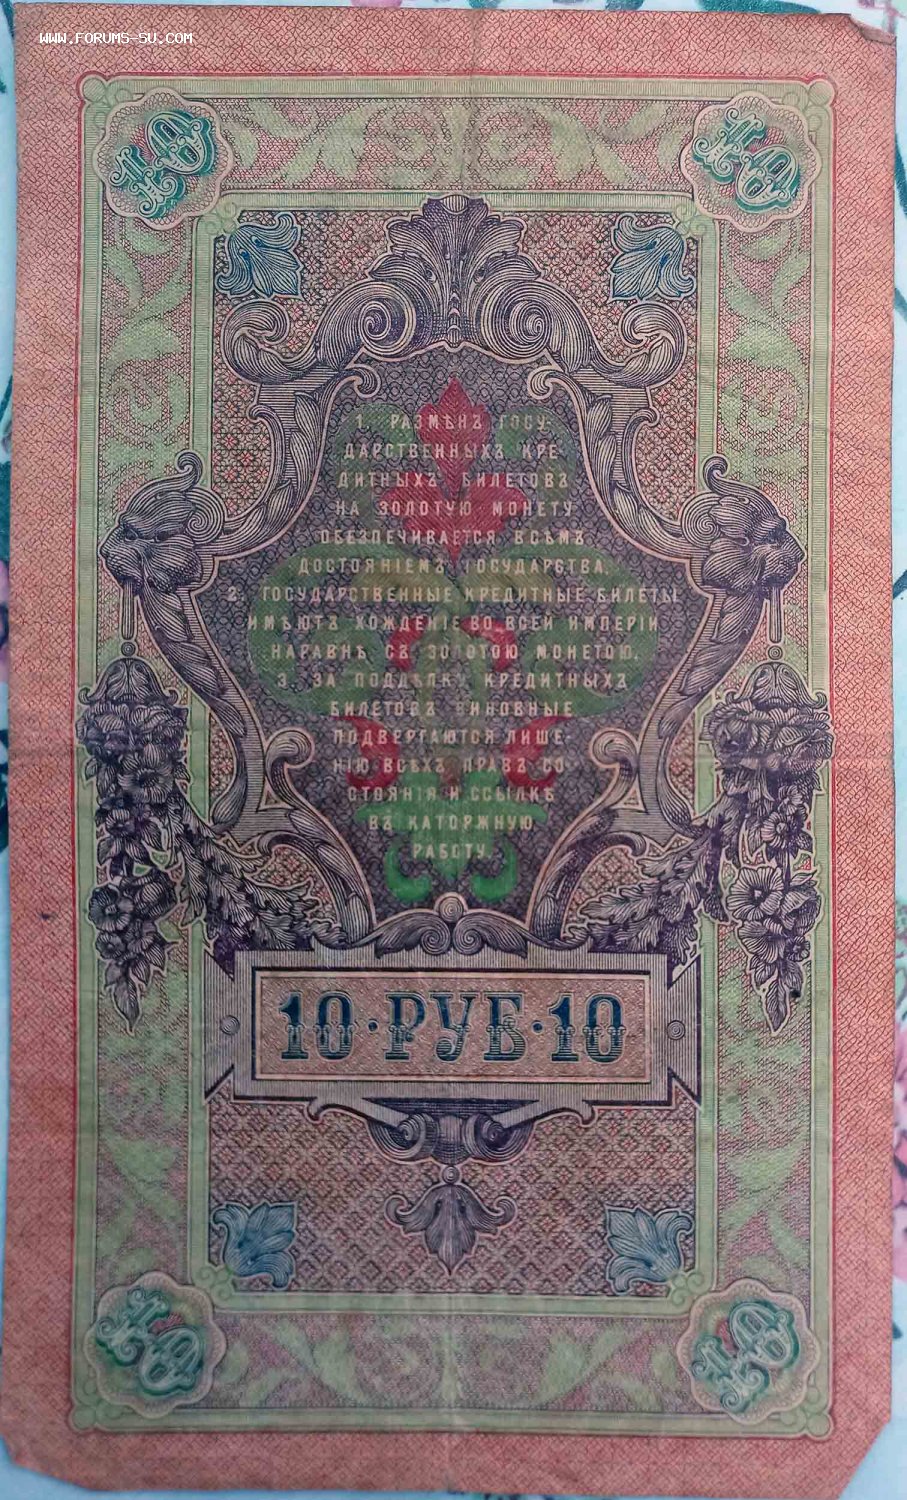 WWW.FORUMS-SU.COM
10 10
1. РАЗМѢНЪ ГОСУ-
ДАРСТВЕННЫХЪ КРЕ-
ДИТНЫХЪ БИЛЕТОВЪ
НА ЗОЛОТУЮ МОНЕТУ
ОБЕЗПЕЧИВАЕТСЯ ВСѢМЪ
ДОСТОЯНІЕМЪ ГОСУДАРСТВА.
2. ГОСУДАРСТВЕННЫЕ КРЕДИТНЫЕ БИЛЕТЫ
ИМѢЮТЪ ХОЖДЕНІЕ ВО ВСЕЙ ИМПЕРІИ
НАРАВНѢ СЪ ЗОЛОТОЮ МОНЕТОЮ.
3. ЗА ПОДДѢЛКУ КРЕДИТНЫХЪ
БИЛЕТОВЪ ВИНОВНЫЕ
ПОДВЕРГАЮТСЯ ЛИШЕ-
НІЮ ВСѢХЪ ПРАВЪ СО-
СТОЯНІЯ И ССЫЛКѢ
ВЪ КАТОРЖНУЮ
РАБОТУ.
10·РУБ·10
10 10